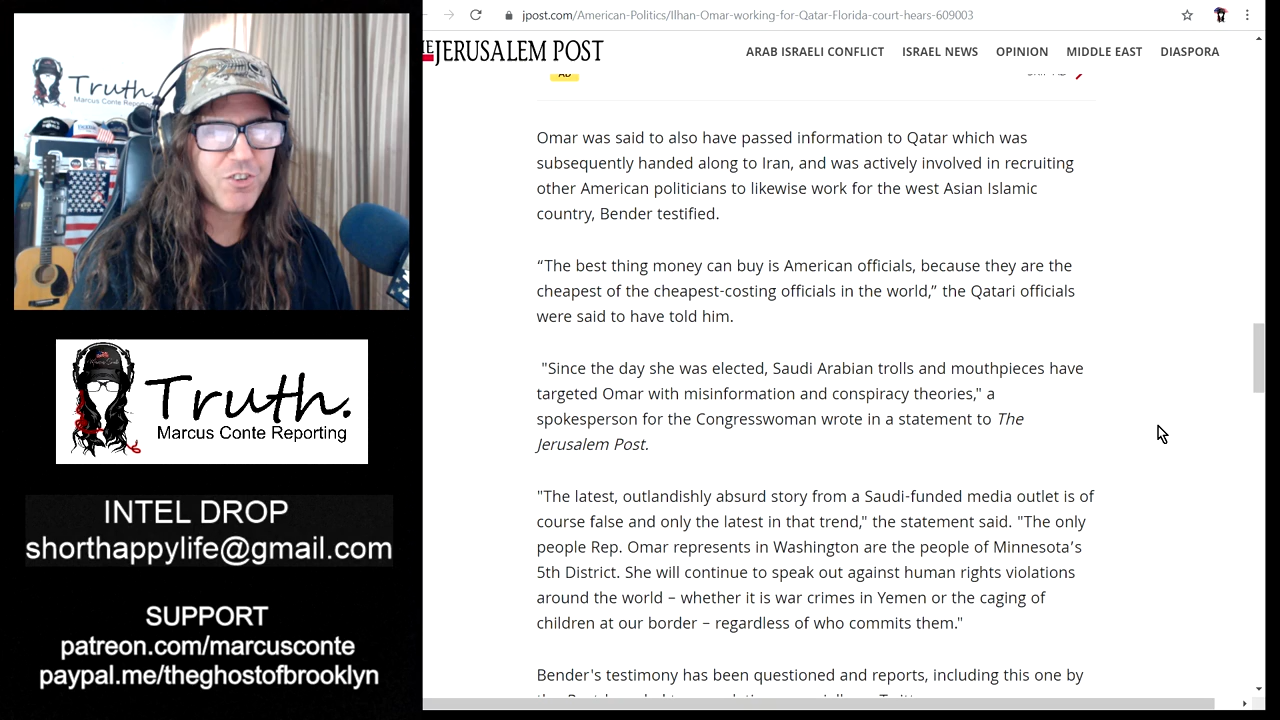 jpost.com/American-Politics/Ilhan-Omar-working-for-Qatar-Florida-court-hears-609003
JERUSALEM POST
ARAB ISRAELI CONFLICT ISRAEL NEWS OPINION MIDDLE EAST DIASPORA
Truth.
Marcus Conte Reporting
Omar was said to also have passed information to Qatar which was
subsequently handed along to Iran, and was actively involved in recruiting
other American politicians to likewise work for the west Asian Islamic
country, Bender testified.
“The best thing money can buy is American officials, because they are the
cheapest of the cheapest-costing officials in the world,” the Qatari officials
were said to have told him.
"Since the day she was elected, Saudi Arabian trolls and mouthpieces have
targeted Omar with misinformation and conspiracy theories," a
spokesperson for the Congresswoman wrote in a statement to The
Jerusalem Post.
"The latest, outlandishly absurd story from a Saudi-funded media outlet is of
course false and only the latest in that trend," the statement said. "The only
people Rep. Omar represents in Washington are the people of Minnesota’s
5th District. She will continue to speak out against human rights violations
around the world – whether it is war crimes in Yemen or the caging of
children at our border – regardless of who commits them."
Bender's testimony has been questioned and reports, including this one by
Truth.
Marcus Conte Reporting
INTEL DROP
shorthappylife@gmail.com
SUPPORT
patreon.com/marcusconte
paypal.me/theghostofbrooklyn